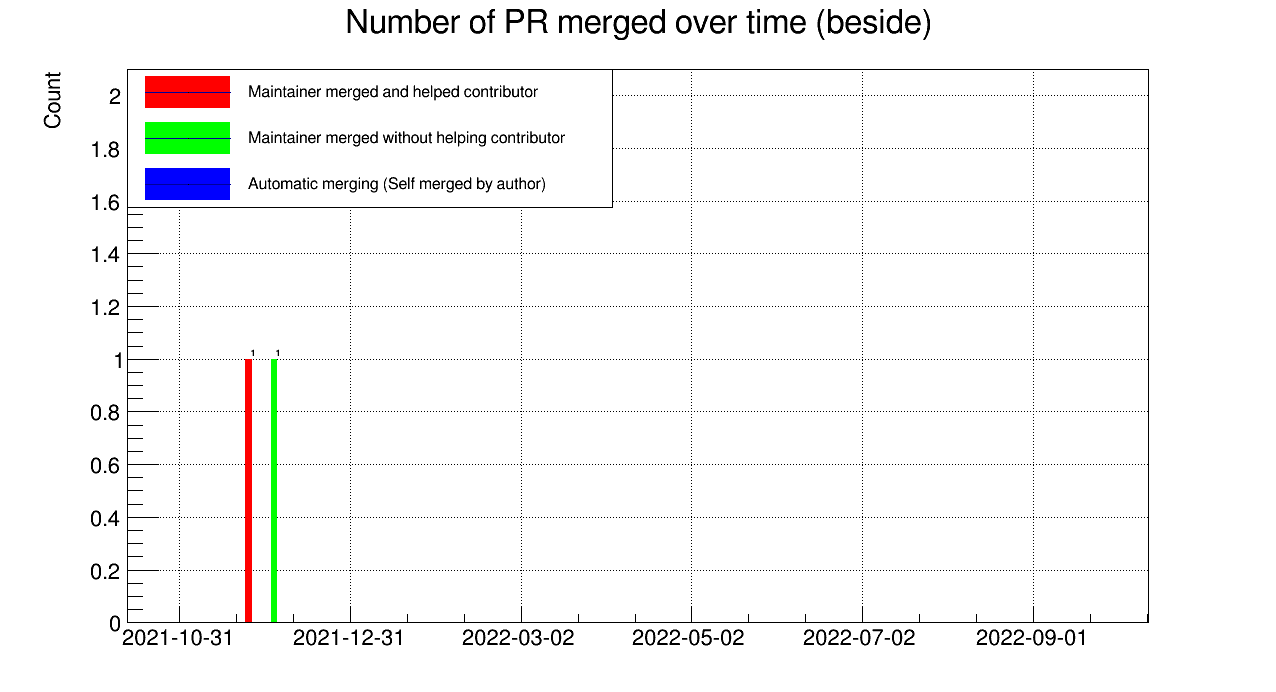 Number of PR merged over time (beside)
Count
Maintainer merged and helped contributor
Maintainer merged without helping contributor
Automatic merging (Self merged by author)
2
1.8
1.6
1.4
1.2
1
0.8
0.6
0.4
0.2
0
1 1
2021-10-31 2021-12-31 2022-03-02 2022-05-02 2022-07-02 2022-09-01